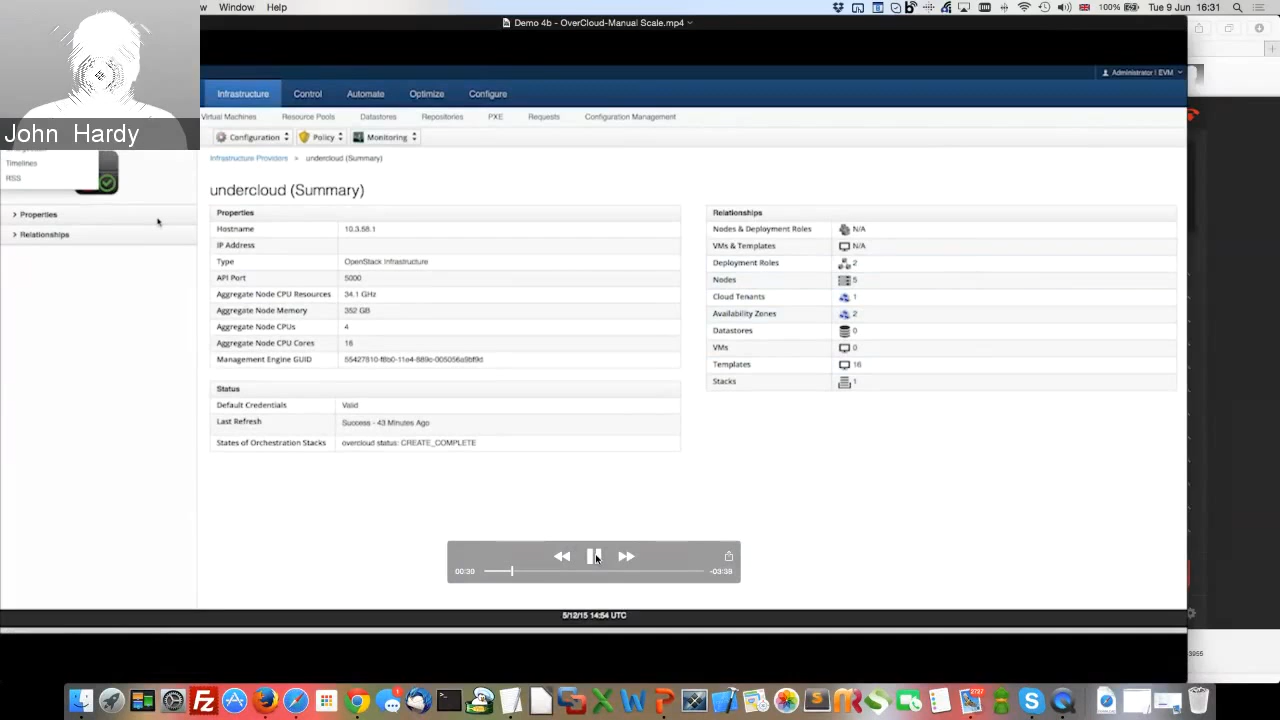 w Window Help
100% Tue 9 Jun 16:31
Demo 4b - OverCloud-Manual Scale.mp4
Administrator | EVM
Infrastructure Control Automate Optimize Configure
Virtual Machines Resource Pools Datastores Repositories PXE Requests Configuration Management
Configuration Policy Monitoring
John Hardy
Infrastructure Providers > undercloud (Summary)
Timelines
RSS
Properties
Relationships
undercloud (Summary)
Properties
Hostname 10.3.58.1
IP Address
Type OpenStack Infrastructure
API Port 5000
Aggregate Node CPU Resources 34.1 GHz
Aggregate Node Memory 352 GB
Aggregate Node CPUs 4
Aggregate Node CPU Cores 16
Management Engine GUID
Status
Default Credentials Valid
Last Refresh Success - 43 Minutes Ago
States of Orchestration Stacks overcloud status: CREATE_COMPLETE
Relationships
Nodes & Deployment Roles N/A
VMs & Templates N/A
Deployment Roles 2
Nodes 5
Cloud Tenants 1
Availability Zones 2
Datastores 0
VMs 0
Templates 16
Stacks 1
00:30 -03:39
5/12/15 14:54 UTC
3955
2797